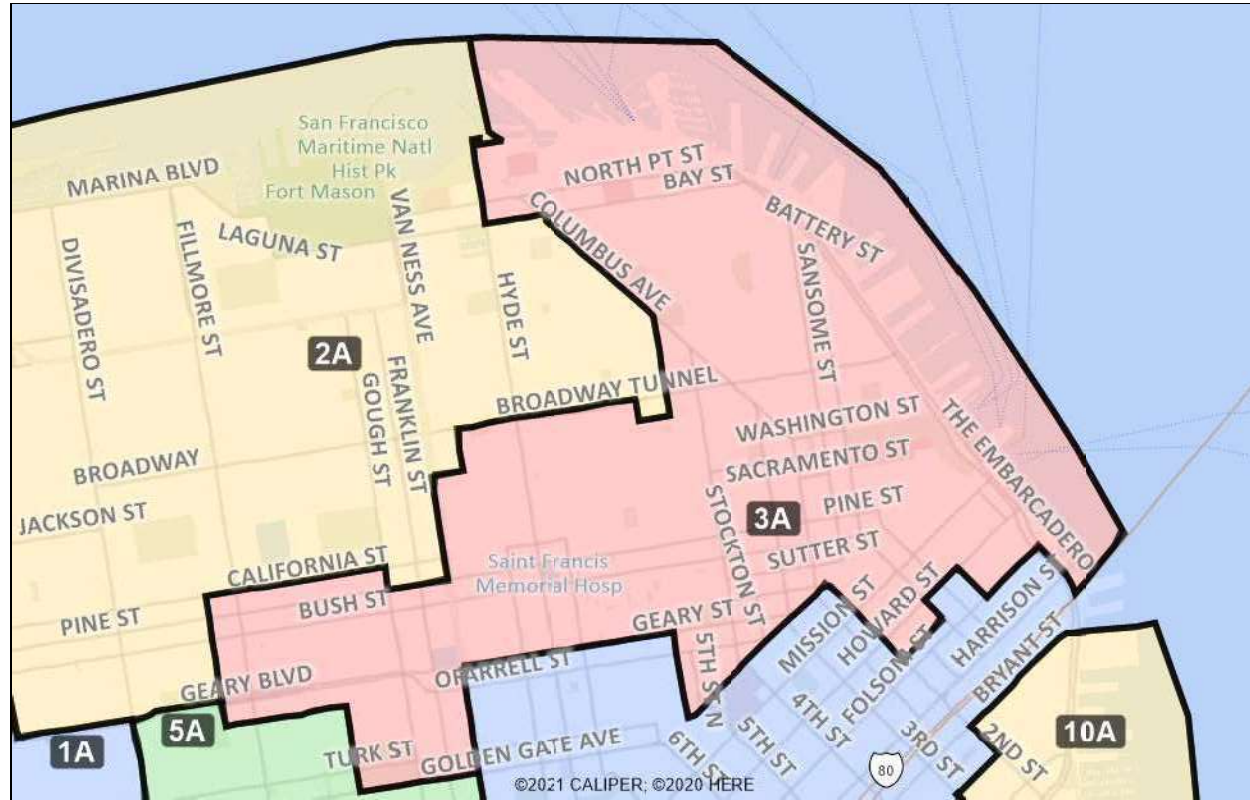 San Francisco
Maritime Natl
Hist Pk
Fort Mason
MARINA BLVD
NORTH PT ST
BAY ST
VAN NESS AVE
COLUMBUS AVE
BATTERY ST
LAGUNA ST
FILLMORE ST
DIVISADERO ST
HYDE ST
SANSOME ST
2A
FRANKLIN ST
GOUGH ST
BROADWAY TUNNEL
THE EMBARCADERO
WASHINGTON ST
BROADWAY
SACRAMENTO ST
JACKSON ST
PINE ST
3A
STOCKTON ST
SUTTER ST
CALIFORNIA ST
Saint Francis
Memorial Hosp
BUSH ST
PINE ST
GEARY ST
MISSION ST
HOWARD ST
HARRISON S
FOLSOM ST
BRYANT ST
GEARY BLVD
OFARRELL ST
5TH ST N
4TH ST
5A
1A
10A
TURK ST
GOLDEN GATE AVE
6TH ST
5TH ST
3RD ST
2ND ST
80
©2021 CALIPER; ©2020 HERE